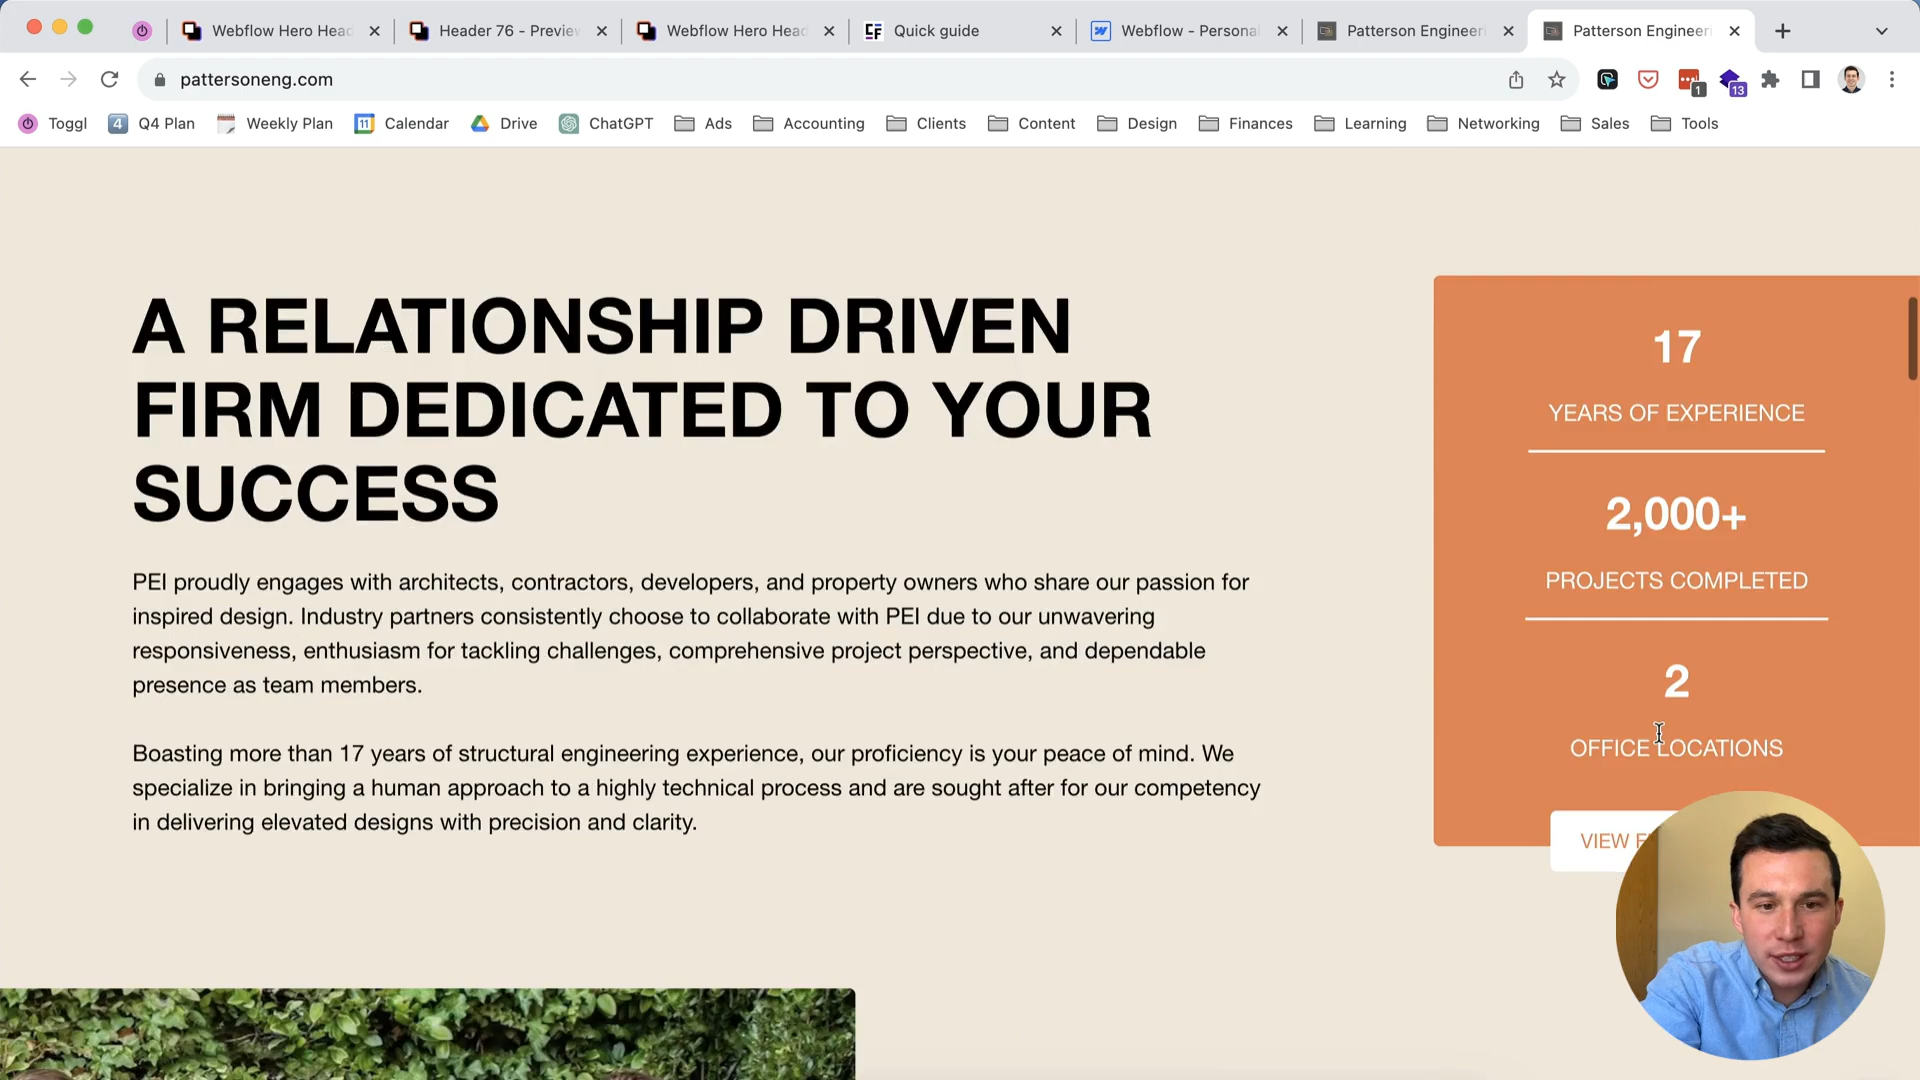 Webflow Hero Head
Header 76 - Preview
Webflow Hero Head
Quick guide
Webflow - Personal
Patterson Engineeri
Patterson Engineeri
pattersoneng.com
1
13
Toggl
4
Q4 Plan
Weekly Plan
11
Calendar
Drive
ChatGPT
Ads
Accounting
Clients
Content
Design
Finances
Learning
Networking
Sales
Tools
A RELATIONSHIP DRIVEN
FIRM DEDICATED TO YOUR
SUCCESS
PEI proudly engages with architects, contractors, developers, and property owners who share our passion for
inspired design. Industry partners consistently choose to collaborate with PEI due to our unwavering
responsiveness, enthusiasm for tackling challenges, comprehensive project perspective, and dependable
presence as team members.
Boasting more than 17 years of structural engineering experience, our proficiency is your peace of mind. We
specialize in bringing a human approach to a highly technical process and are sought after for our competency
in delivering elevated designs with precision and clarity.
17
YEARS OF EXPERIENCE
2,000+
PROJECTS COMPLETED
2
OFFICE LOCATIONS
VIEW